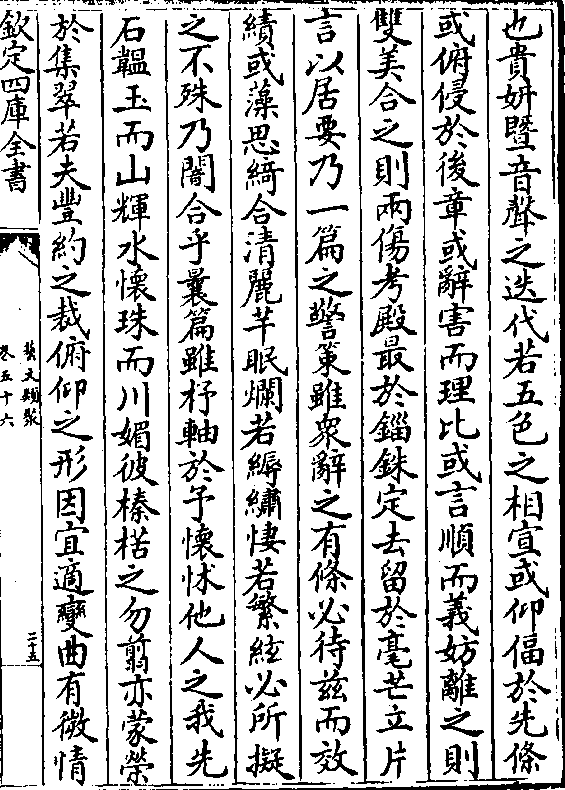 也貴妍暨音聲之迭代若五色之相宣或仰偪於先條
或俯侵於後章或辭害而理比或言順而義妨離之則
雙美合之則兩傷考殿最於錙銖定去留於毫芒立片
言以居要乃一篇之警策雖衆辭之有條必待茲而效
績或藻思綺合清麗芊眠爛若縟繡悽若繁絃必所擬
之不殊乃闇合乎曩篇雖杼軸於予懷怵他人之我先
石韞玉而山輝水懷珠而川媚彼榛楛之勿翦亦蒙榮
於集翠若夫豐約之裁俯仰之形因宜適變曲有微情
欽定四庫全書
藝文類聚
卷五十六
二十五